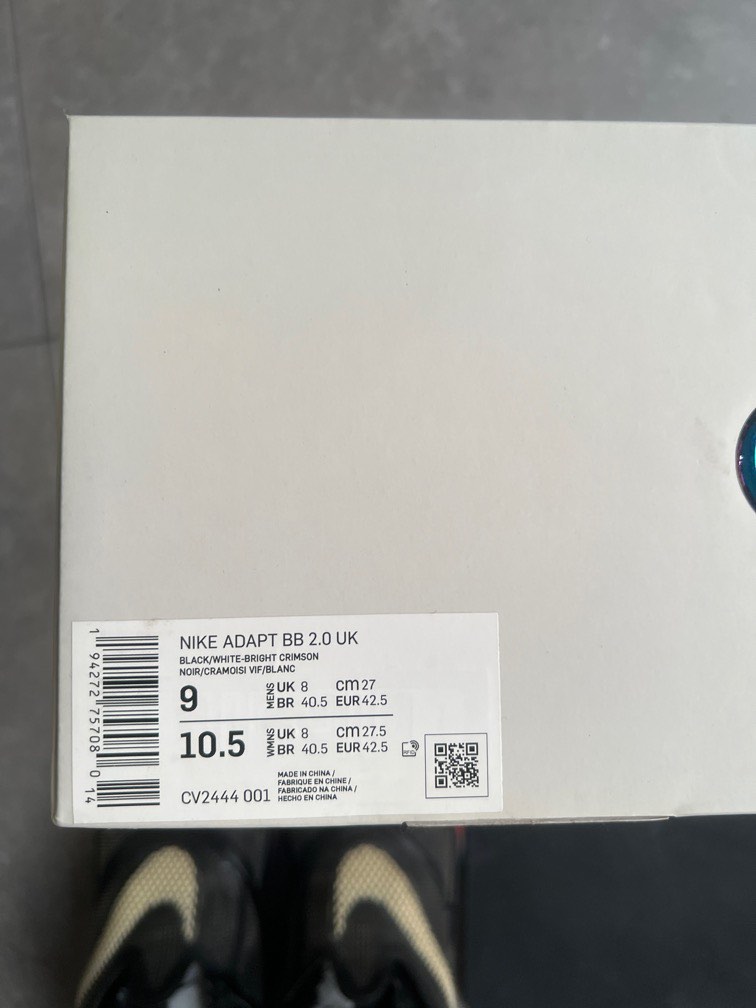 NIKE ADAPT BB 2.0 UK
BLACK/WHITE-BRIGHT CRIMSON
NOIR/CRAMOISI VIF/BLANC
9 MENS UK 8 cm 27
BR 40.5 EUR 42.5
10.5 WMNS UK 8 cm 27.5
BR 40.5 EUR 42.5
CV2444 001
MADE IN CHINA /
FABRIQUE EN CHINE /
FABRICADO NA CHINA /
HECHO EN CHINA
1 94272 75708 0 14
RFID